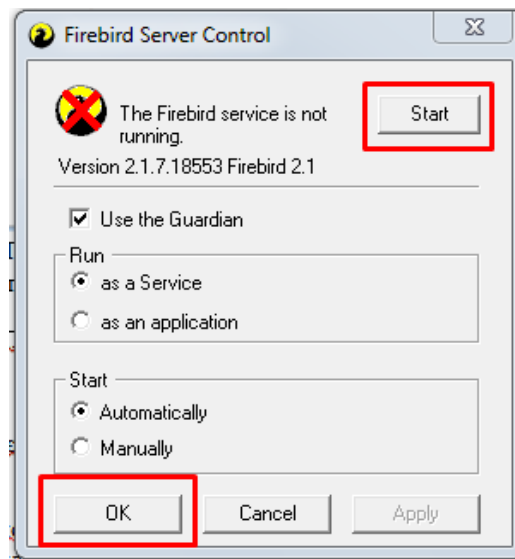 Firebird Server Control
The Firebird service is not
running.
Start
Version 2.1.7.18553 Firebird 2.1
Use the Guardian
Run
as a Service
as an application
Start
Automatically
Manually
OK
Cancel
Apply